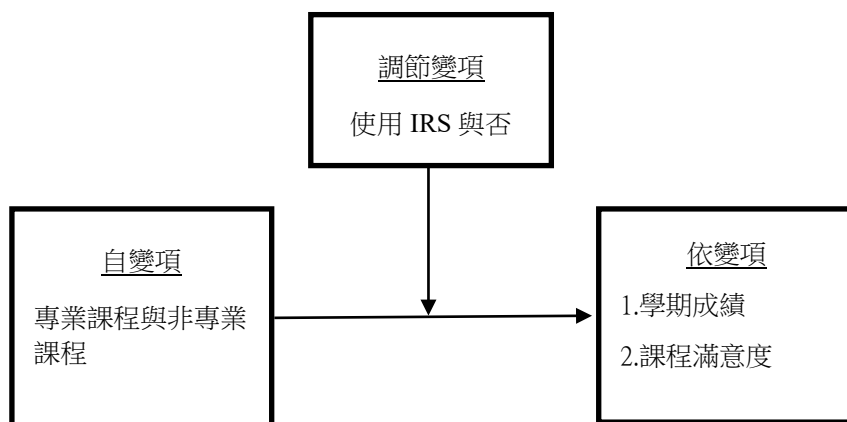 調節變項
使用 IRS 與否
自變項
專業課程與非專業
課程
依變項
1.學期成績
2.課程滿意度